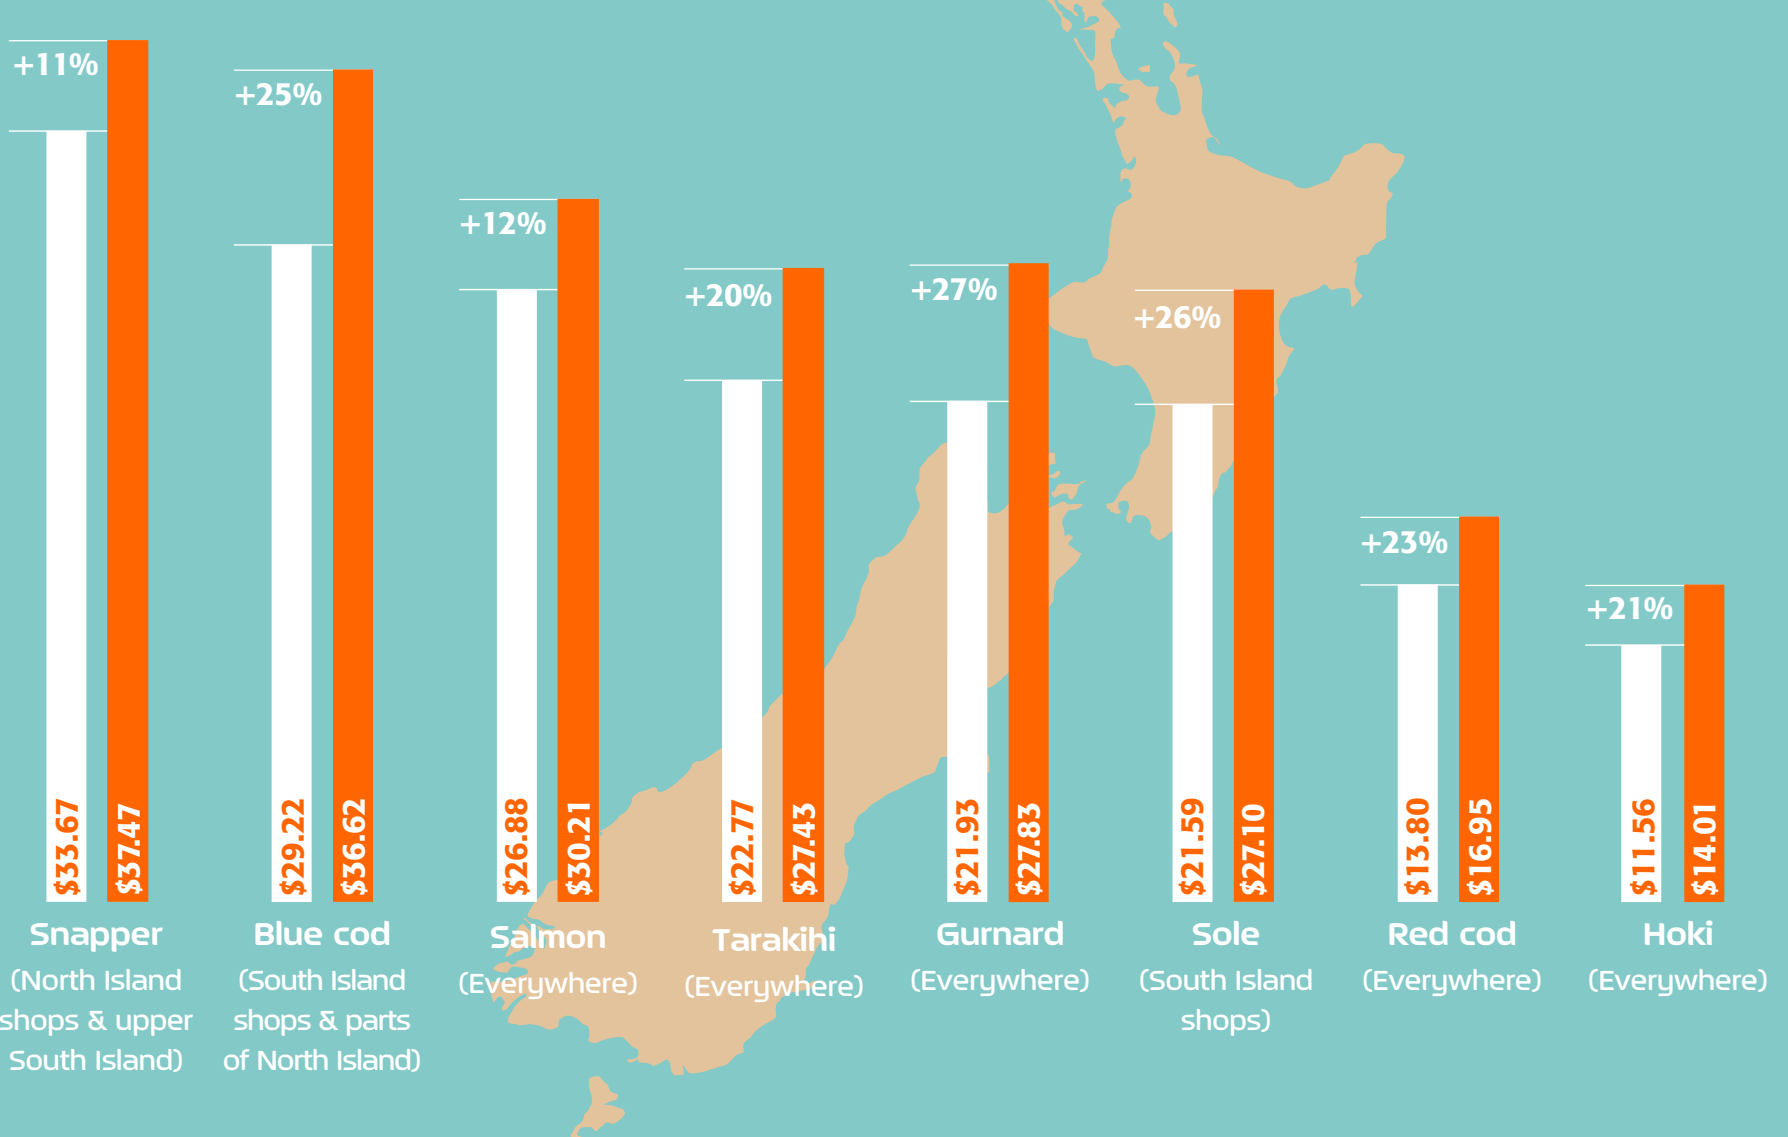 +11%
+25%
+12%
+20%
+27%
+26%
+23%
+21%
$33.67
$37.47
$29.22
$36.62
$26.88
$30.21
$22.77
$27.43
$21.93
$27.83
$21.59
$27.10
$13.80
$16.95
$11.56
$14.01
Snapper
(North Island
shops & upper
South Island)
Blue cod
(South Island
shops & parts
of North Island)
Salmon
(Everywhere)
Tarakihi
(Everywhere)
Gurnard
(Everywhere)
Sole
(South Island
shops)
Red cod
(Everywhere)
Hoki
(Everywhere)